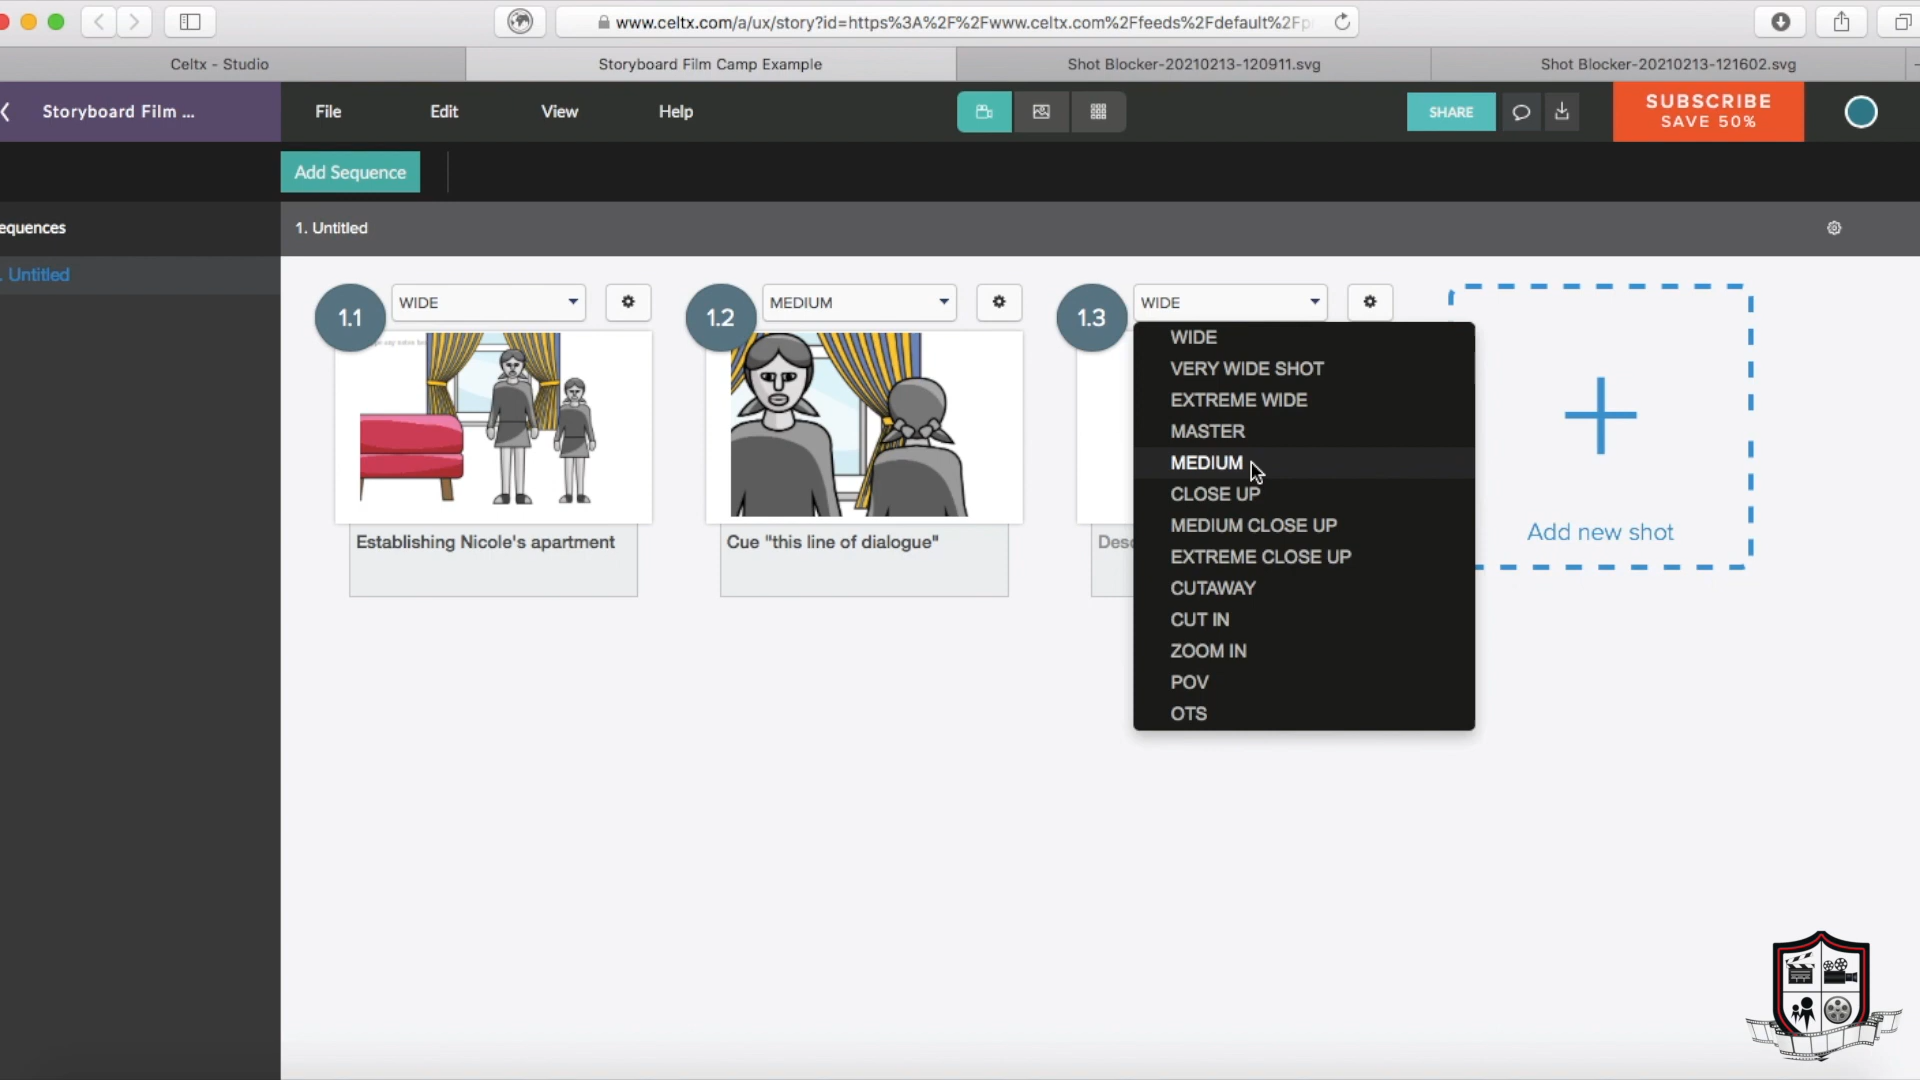 www.celtx.com/a/ux/story?id=https%3A%2F%2Fwww.celtx.com%2Ffeeds%2Fdefault%2Fp
Celtx - Studio
Storyboard Film Camp Example
Shot Blocker-20210213-120911.svg
Shot Blocker-20210213-121602.svg
Storyboard Film ...
File
Edit
View
Help
SHARE
SUBSCRIBE
SAVE 50%
Add Sequence
equences
1. Untitled
. Untitled
1.1
WIDE
1.2
MEDIUM
1.3
WIDE
WIDE
VERY WIDE SHOT
EXTREME WIDE
MASTER
MEDIUM
CLOSE UP
MEDIUM CLOSE UP
EXTREME CLOSE UP
CUTAWAY
CUT IN
ZOOM IN
POV
OTS
Establishing Nicole's apartment
Cue "this line of dialogue"
Desc
Add new shot